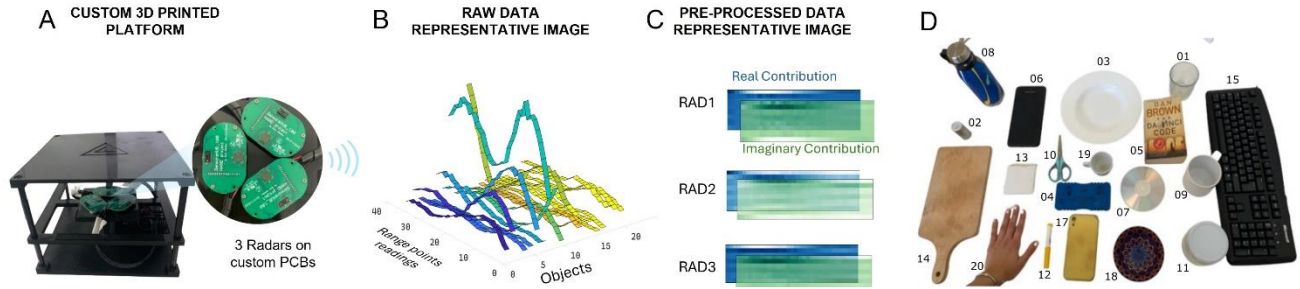 A
CUSTOM 3D PRINTED
PLATFORM
3 Radars on
custom PCBs
B
RAW DATA
REPRESENTATIVE IMAGE
40
30
20
10
0
Range points
readings
0
5
10
15
20
Objects
C
PRE-PROCESSED DATA
REPRESENTATIVE IMAGE
Real Contribution
RAD1
Imaginary Contribution
RAD2
RAD3
D
08
06
03
01
15
02
DAN
BROWN
THE
DA VINCI
CODE
05
13
10
19
04
07
09
17
14
20
12
18
11